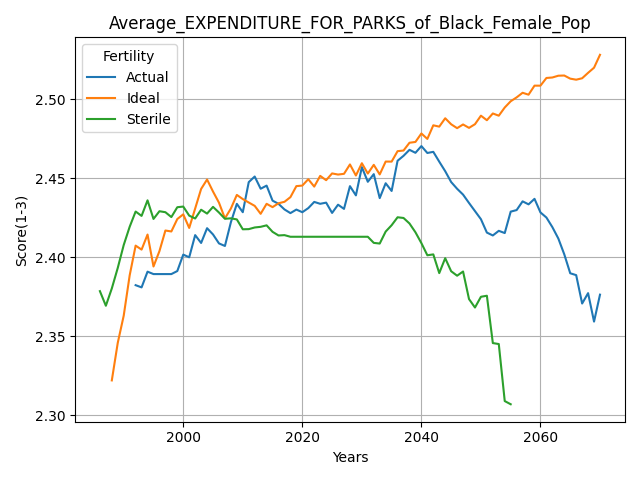 Average_EXPENDITURE_FOR_PARKS_of_Black_Female_Pop
Fertility
Actual
Ideal
Sterile
Score(1-3)
2.50
2.45
2.40
2.35
2.30
2000 2020 2040 2060
Years